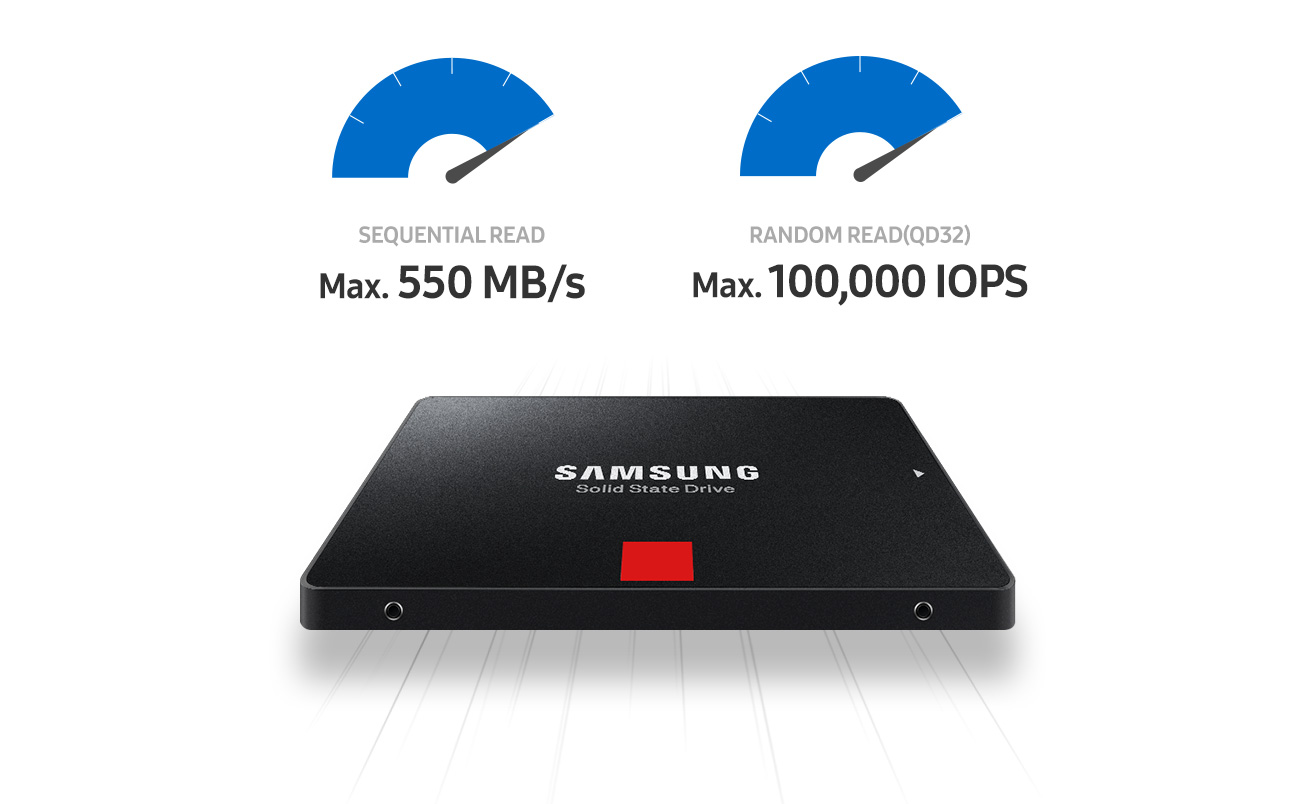 SEQUENTIAL READ
Max. 550 MB/s
RANDOM READ(QD32)
Max. 100,000 IOPS
SAMSUNG
Solid State Drive